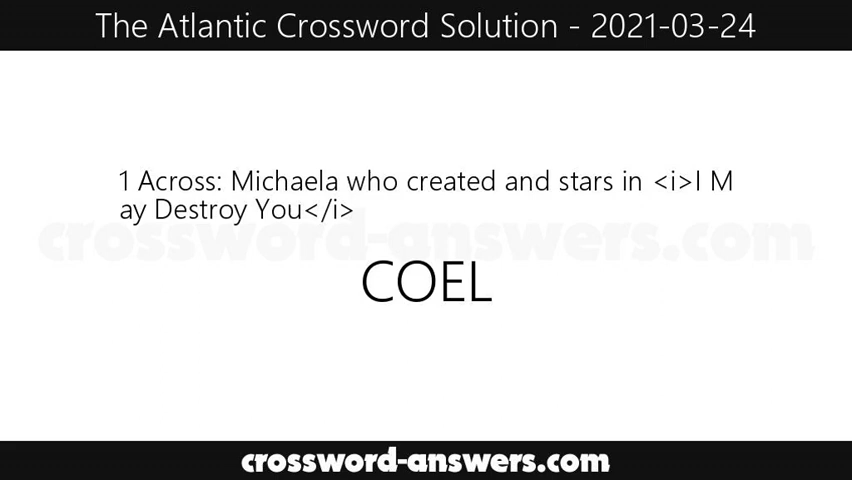 The Atlantic Crossword Solution - 2021-03-24
1 Across: Michaela who created and stars in <i>I M
ay Destroy You</i>
crossword-answers.com
COEL
crossword-answers.com